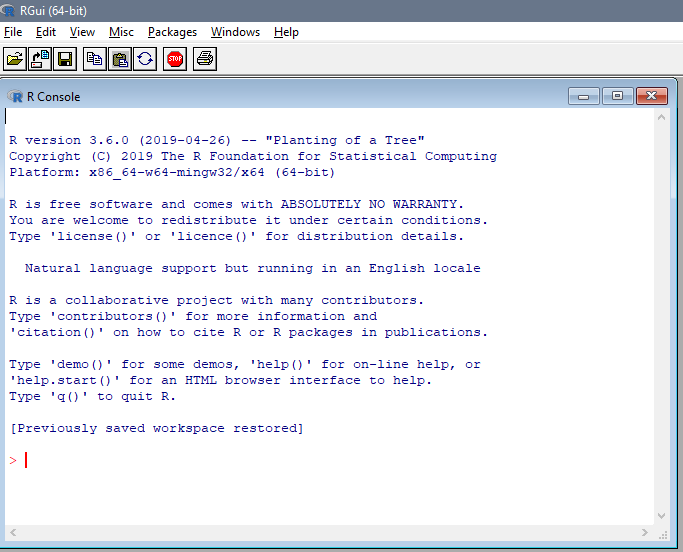 RGui (64-bit)
File Edit View Misc Packages Windows Help
STOP
R Console
R version 3.6.0 (2019-04-26) -- "Planting of a Tree"
Copyright (C) 2019 The R Foundation for Statistical Computing
Platform: x86_64-w64-mingw32/x64 (64-bit)
R is free software and comes with ABSOLUTELY NO WARRANTY.
You are welcome to redistribute it under certain conditions.
Type 'license()' or 'licence()' for distribution details.
Natural language support but running in an English locale
R is a collaborative project with many contributors.
Type 'contributors()' for more information and
'citation()' on how to cite R or R packages in publications.
Type 'demo()' for some demos, 'help()' for on-line help, or
'help.start()' for an HTML browser interface to help.
Type 'q()' to quit R.
[Previously saved workspace restored]
>